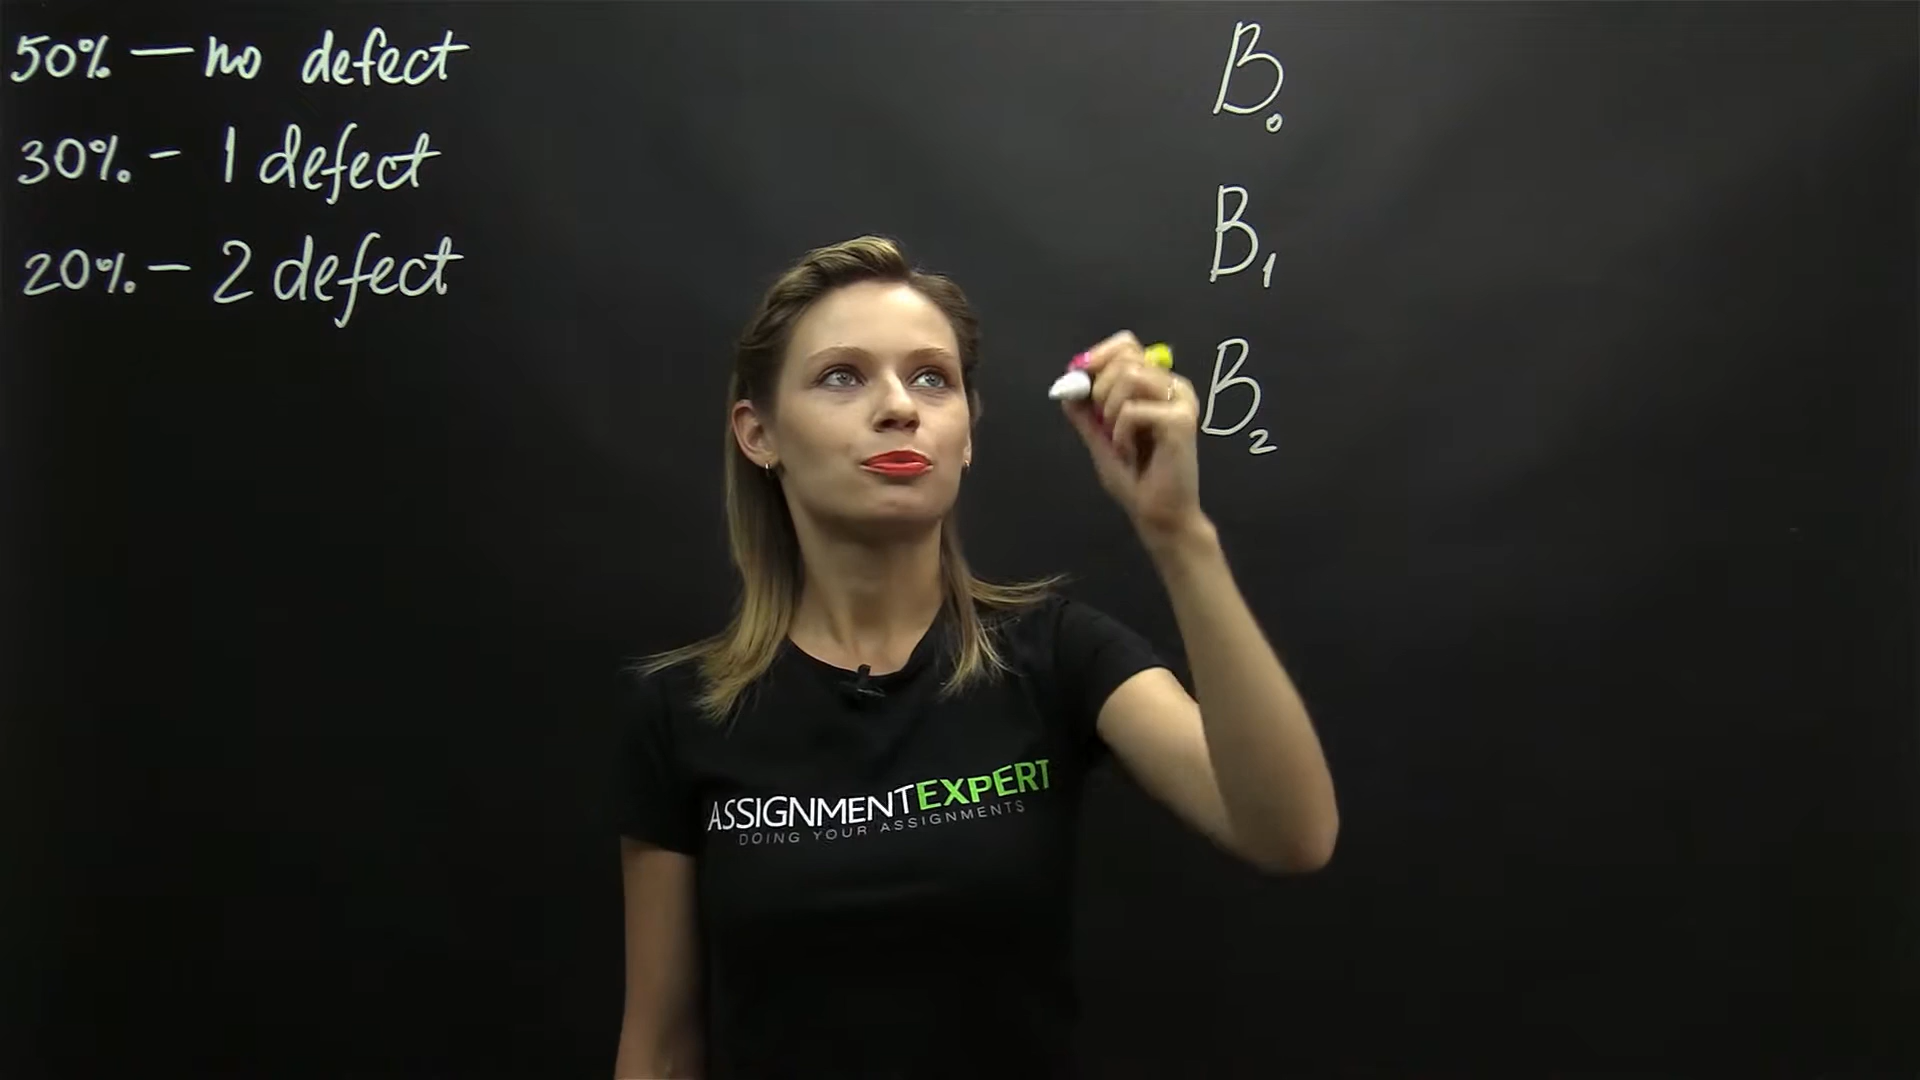 50% — no defect
30% - 1 defect
20% - 2 defect
B₀
B₁
B₂
ASSIGNMENTEXPERT
DOING YOUR ASSIGNMENTS